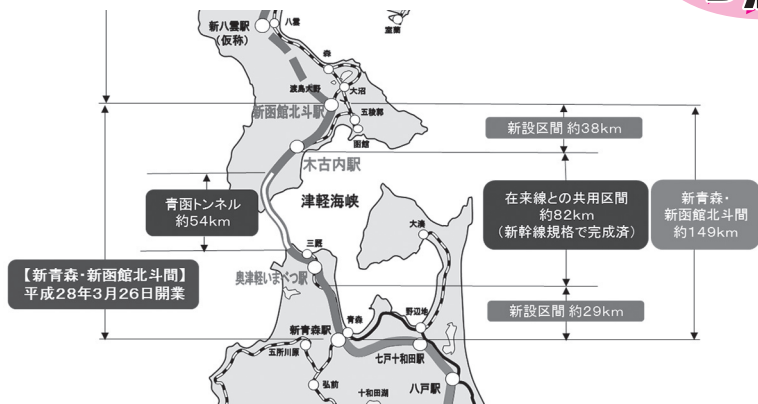 新八雲駅
(仮称)
八雲
室蘭
森
渡島大野
大沼
新函館北斗駅
五稜郭
函館
新設区間 約38km
木古内駅
青函トンネル
約54km
津軽海峡
在来線との共用区間
約82km
(新幹線規格で完成済)
新青森・
新函館北斗間
約149km
大湊
三厩
【新青森・新函館北斗間】
平成28年3月26日開業
奥津軽いまべつ駅
新設区間 約29km
新青森駅
青森
野辺地
五所川原
七戸十和田駅
弘前
十和田湖
八戸駅